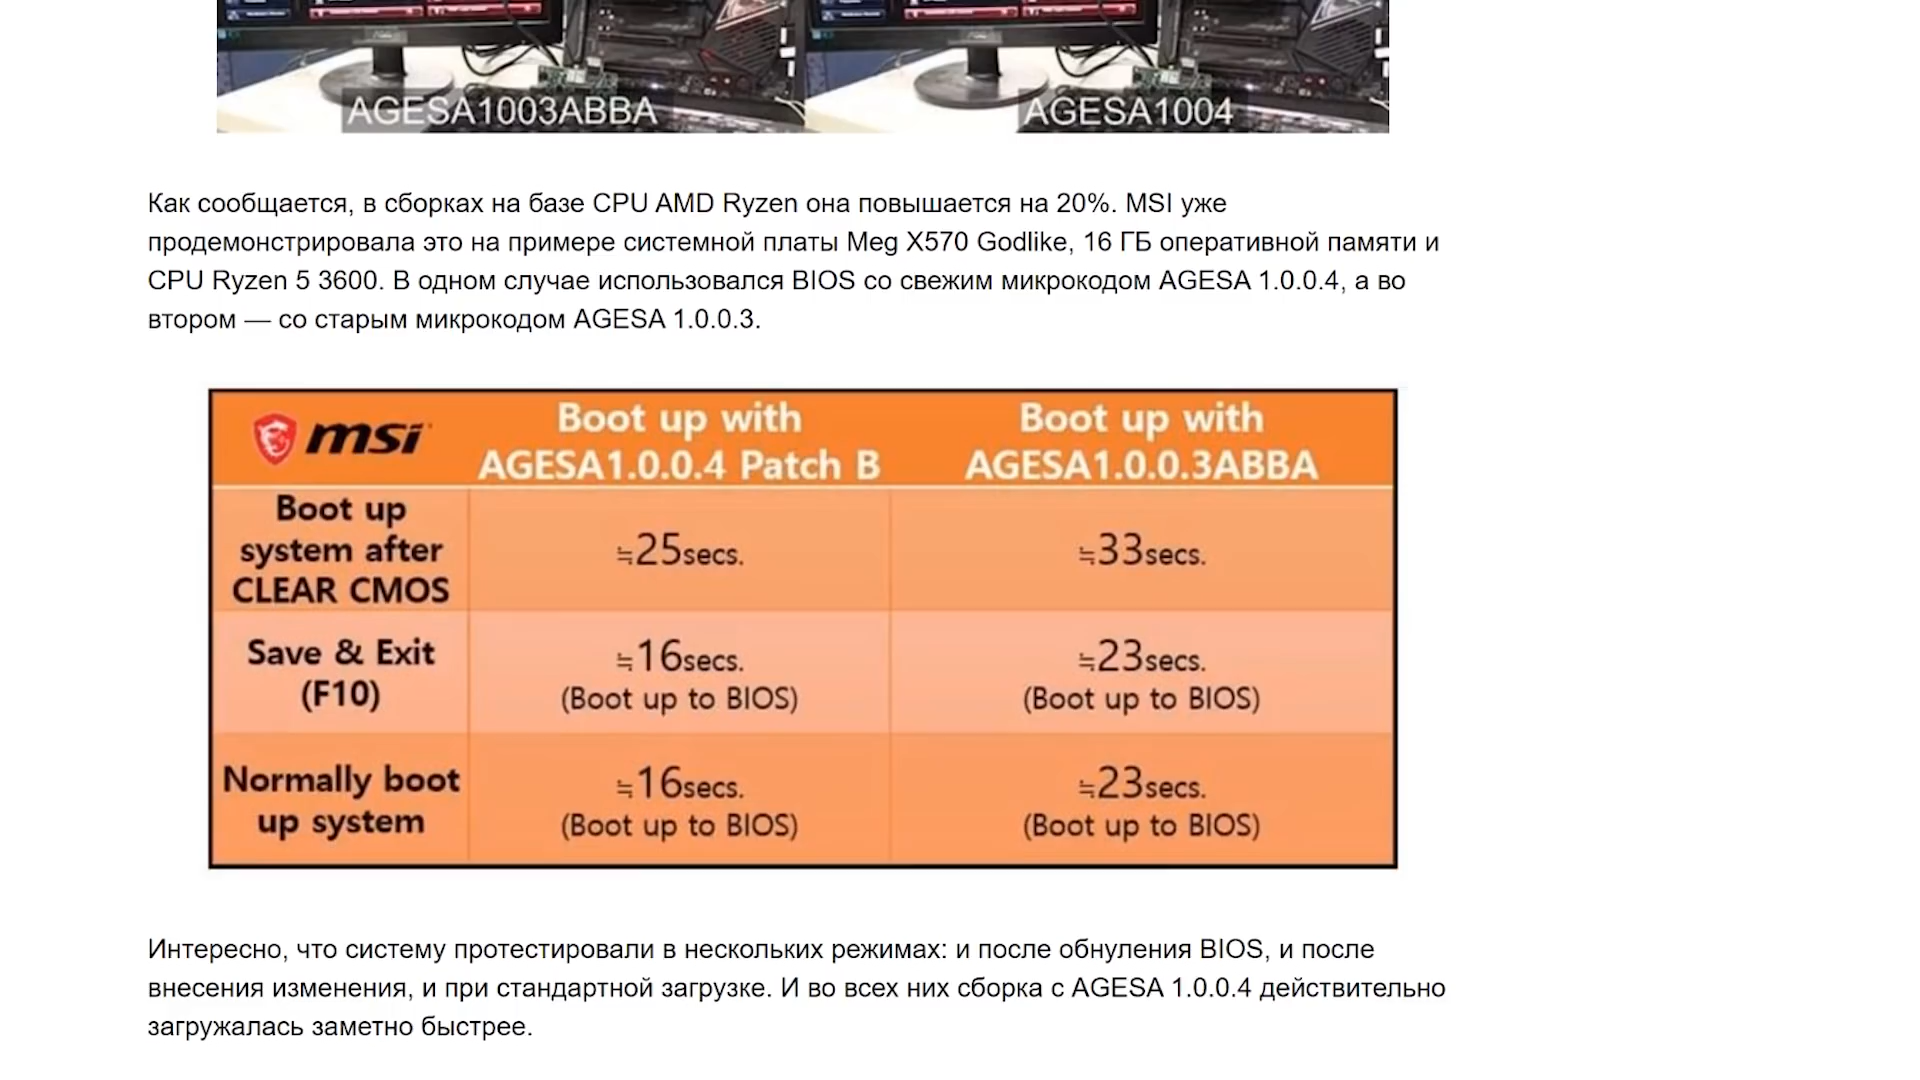 AGESA1003ABBA
AGESA1004
Как сообщается, в сборках на базе CPU AMD Ryzen она повышается на 20%. MSI уже
продемонстрировала это на примере системной платы Meg X570 Godlike, 16 ГБ оперативной памяти и
CPU Ryzen 5 3600. В одном случае использовался BIOS со свежим микрокодом AGESA 1.0.0.4, а во
втором — со старым микрокодом AGESA 1.0.0.3.
msi
Boot up with
AGESA1.0.0.4 Patch B
Boot up with
AGESA1.0.0.3ABBA
Boot up
system after
CLEAR CMOS
≒25secs.
≒33secs.
Save & Exit
(F10)
≒16secs.
(Boot up to BIOS)
≒23secs.
(Boot up to BIOS)
Normally boot
up system
≒16secs.
(Boot up to BIOS)
≒23secs.
(Boot up to BIOS)
Интересно, что систему протестировали в нескольких режимах: и после обнуления BIOS, и после
внесения изменения, и при стандартной загрузке. И во всех них сборка с AGESA 1.0.0.4 действительно
загружалась заметно быстрее.